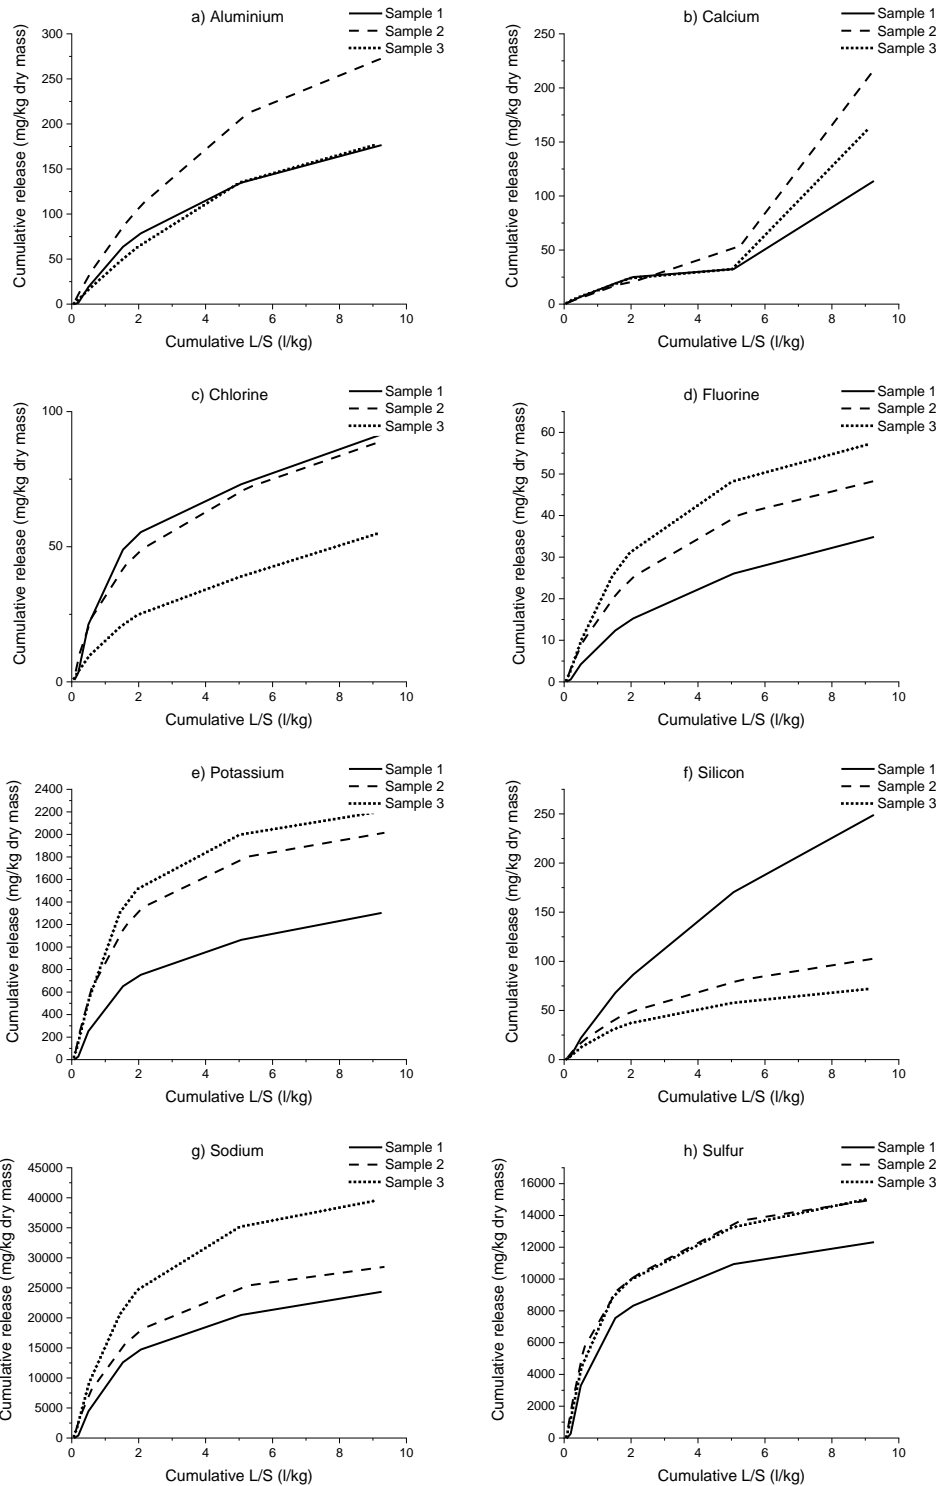 a) Aluminium
Sample 1
Sample 2
Sample 3
300
250
200
150
100
50
0
0 2 4 6 8 10
Cumulative release (mg/kg dry mass)
Cumulative L/S (l/kg)
b) Calcium
Sample 1
Sample 2
Sample 3
250
200
150
100
50
0
0 2 4 6 8 10
Cumulative release (mg/kg dry mass)
Cumulative L/S (l/kg)
c) Chlorine
Sample 1
Sample 2
Sample 3
100
50
0
0 2 4 6 8 10
Cumulative release (mg/kg dry mass)
Cumulative L/S (l/kg)
d) Fluorine
Sample 1
Sample 2
Sample 3
60
50
40
30
20
10
0
0 2 4 6 8 10
Cumulative release (mg/kg dry mass)
Cumulative L/S (l/kg)
e) Potassium
Sample 1
Sample 2
Sample 3
2400
2200
2000
1800
1600
1400
1200
1000
800
600
400
200
0
0 2 4 6 8 10
Cumulative release (mg/kg dry mass)
Cumulative L/S (l/kg)
f) Silicon
Sample 1
Sample 2
Sample 3
250
200
150
100
50
0
0 2 4 6 8 10
Cumulative release (mg/kg dry mass)
Cumulative L/S (l/kg)
g) Sodium
Sample 1
Sample 2
Sample 3
45000
40000
35000
30000
25000
20000
15000
10000
5000
0
0 2 4 6 8 10
Cumulative release (mg/kg dry mass)
Cumulative L/S (l/kg)
h) Sulfur
Sample 1
Sample 2
Sample 3
16000
14000
12000
10000
8000
6000
4000
2000
0
0 2 4 6 8 10
Cumulative release (mg/kg dry mass)
Cumulative L/S (l/kg)